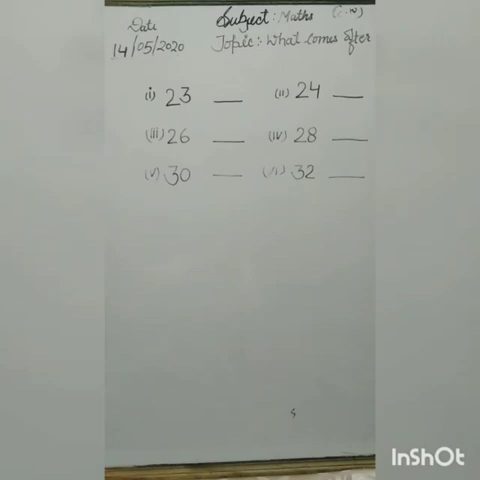 Date Subject: Maths (C.W)
14/05/2020 Topic:- What comes after
(i) 23 ___ (ii) 24 ___
(iii) 26 ___ (iv) 28 ___
(v) 30 ___ (vi) 32 ___
InShOt